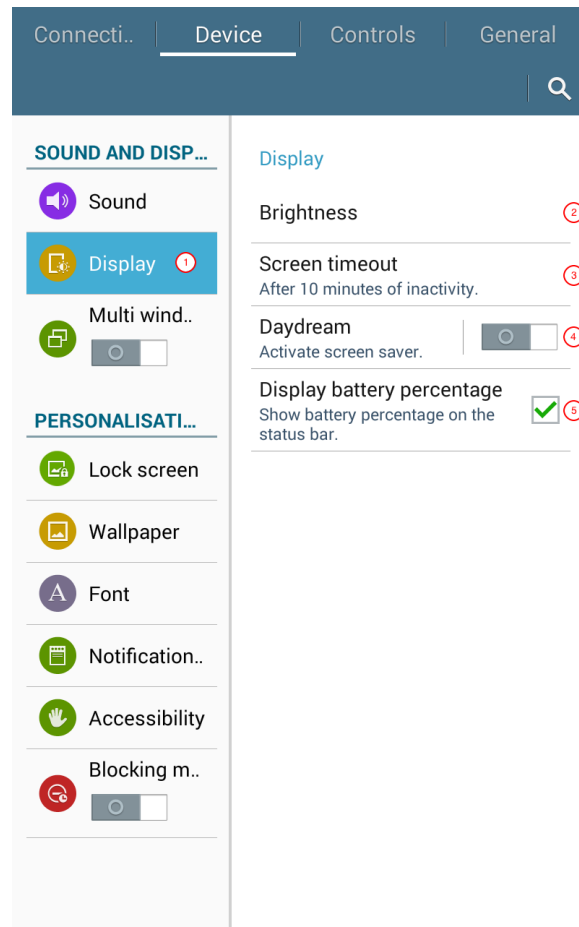 Connecti..
Device
Controls
General
SOUND AND DISP...
Sound
Display 1
Multi wind..
PERSONALISATI...
Lock screen
Wallpaper
A Font
Notification..
Accessibility
Blocking m..
Display
Brightness 2
Screen timeout 3
After 10 minutes of inactivity.
Daydream 4
Activate screen saver.
Display battery percentage
Show battery percentage on the 5
status bar.